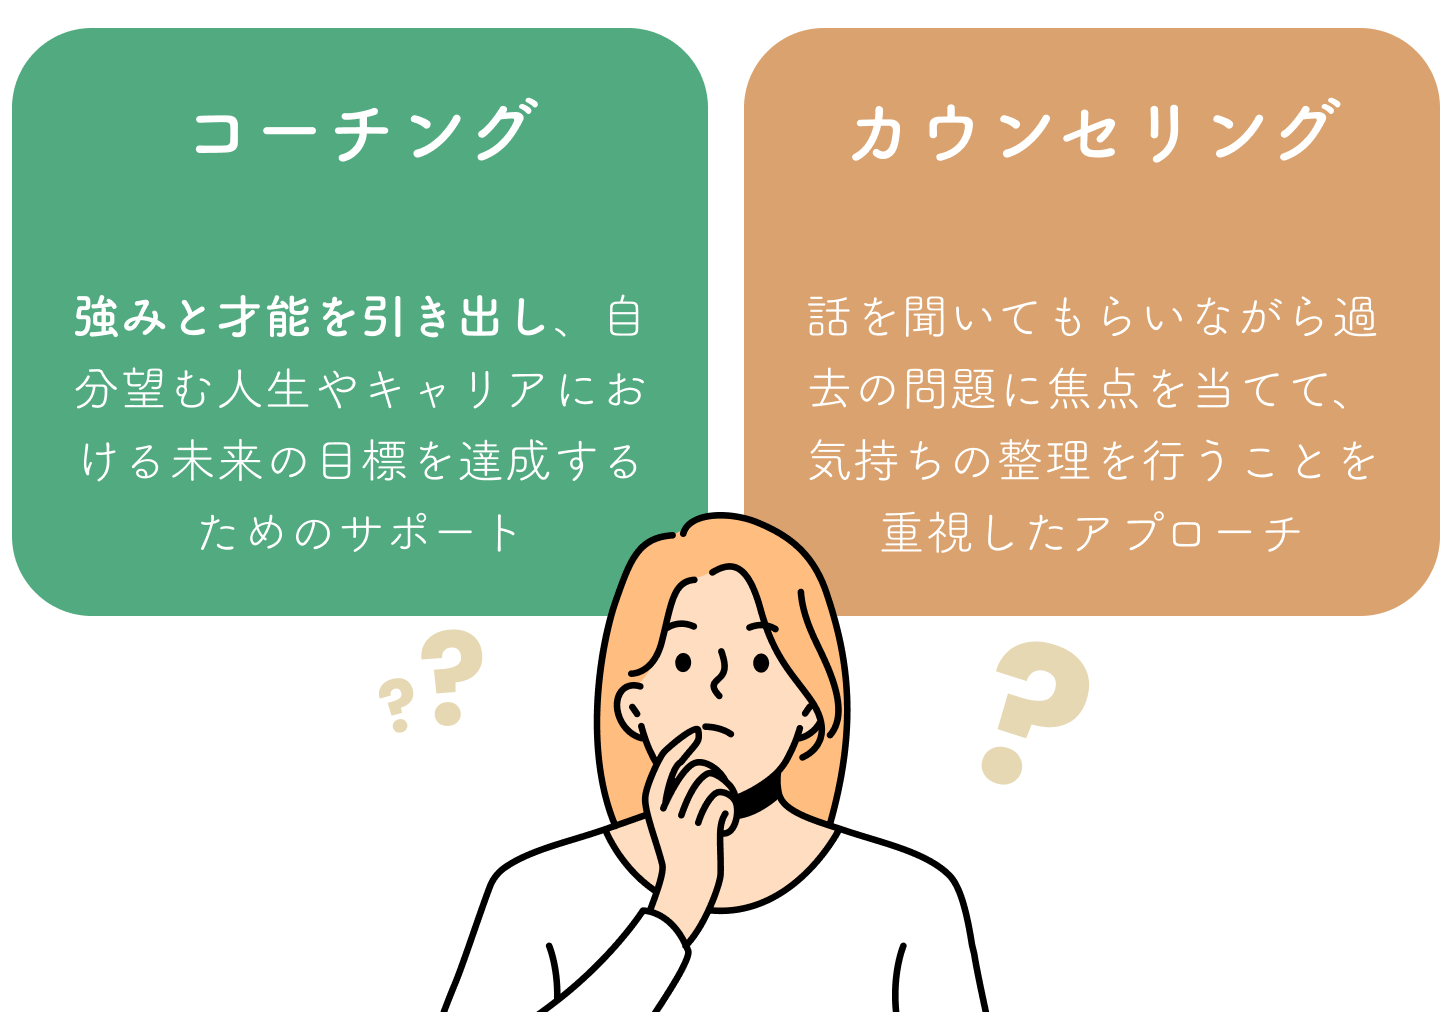 コーチング
強みと才能を引き出し、自
分望む人生やキャリアにお
ける未来の目標を達成する
ためのサポート
カウンセリング
話を聞いてもらいながら過
去の問題に焦点を当てて、
気持ちの整理を行うことを
重視したアプローチ
? ?
?